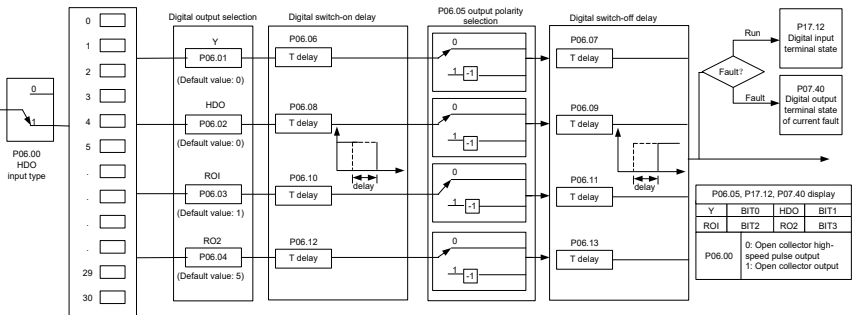 0
1
2
3
4
5
.
.
.
29
30
0
1
P06.00
HDO
input type
Digital output selection
Y
P06.01
(Default value: 0)
HDO
P06.02
(Default value: 0)
ROI
P06.03
(Default value: 1)
RO2
P06.04
(Default value: 5)
Digital switch-on delay
P06.06
T delay
P06.08
T delay
delay
P06.10
T delay
P06.12
T delay
P06.05 output polarity
selection
0
1 -1
0
1 -1
0
1 -1
0
1 -1
Digital switch-off delay
P06.07
T delay
P06.09
T delay
delay
P06.11
T delay
P06.13
T delay
Run
Fault?
Fault
P17.12
Digital input
terminal state
P07.40
Digital output
terminal state
of current fault
P06.05, P17.12, P07.40 display
Y BIT0 HDO BIT1
ROI BIT2 RO2 BIT3
P06.00
0: Open collector high-
speed pulse output
1: Open collector output